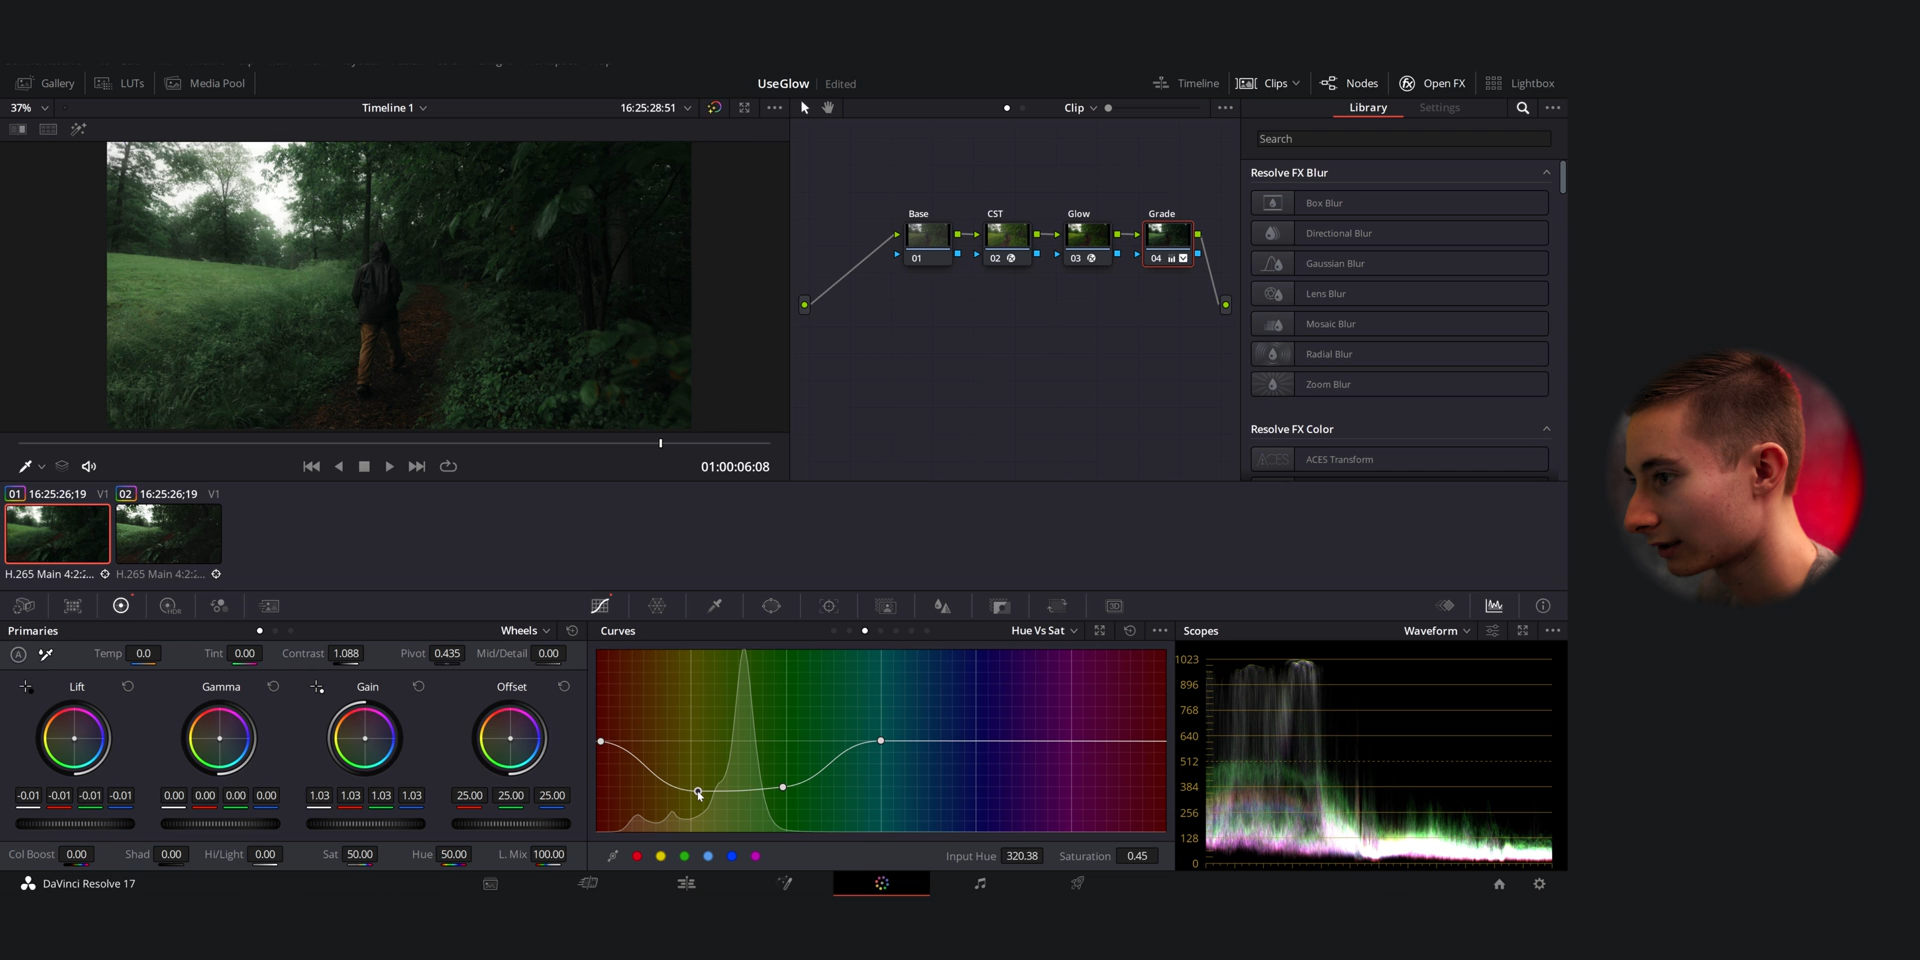 Gallery LUTs Media Pool UseGlow Edited Timeline Clips Nodes Open FX Lightbox
37% Timeline 1 16:25:28:51 Clip Library Settings
Search
Resolve FX Blur
Box Blur
Directional Blur
Gaussian Blur
Lens Blur
Mosaic Blur
Radial Blur
Zoom Blur
Resolve FX Color
ACES ACES Transform
Base CST Glow Grade
01 02 03 04
01:00:06:08
01 16:25:26;19 V1 02 16:25:26;19 V1
H.265 Main 4:2:... H.265 Main 4:2:...
HDR 3D
Primaries Wheels Curves Hue Vs Sat Scopes Waveform
A Temp 0.0 Tint 0.00 Contrast 1.088 Pivot 0.435 Mid/Detail 0.00
Lift Gamma Gain Offset
-0.01 -0.01 -0.01 -0.01 0.00 0.00 0.00 0.00 1.03 1.03 1.03 1.03 25.00 25.00 25.00
Col Boost 0.00 Shad 0.00 Hi/Light 0.00 Sat 50.00 Hue 50.00 L. Mix 100.00
Input Hue 320.38 Saturation 0.45
1023
896
768
640
512
384
256
128
0
DaVinci Resolve 17